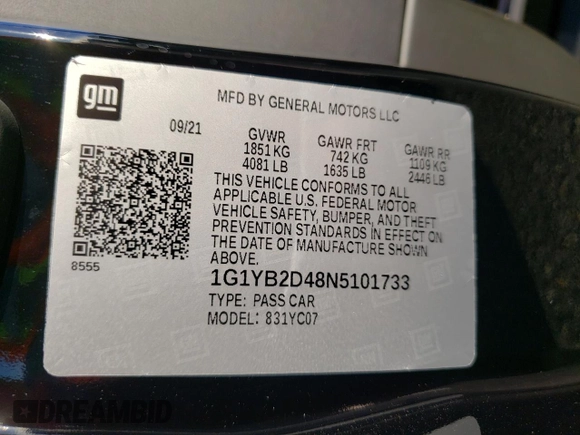 gm
MFD BY GENERAL MOTORS LLC
09/21
GVWR
1851 KG
4081 LB
GAWR FRT
742 KG
1635 LB
GAWR RR
1109 KG
2446 LB
THIS VEHICLE CONFORMS TO ALL
APPLICABLE U.S. FEDERAL MOTOR
VEHICLE SAFETY, BUMPER, AND THEFT
PREVENTION STANDARDS IN EFFECT ON
THE DATE OF MANUFACTURE SHOWN
ABOVE.
8555
1G1YB2D48N5101733
TYPE: PASS CAR
MODEL: 831YC07
DREAMBID